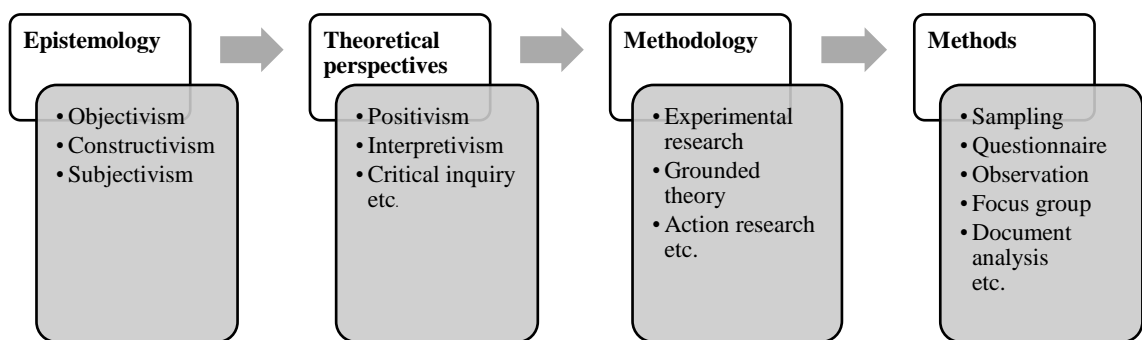 Epistemology
• Objectivism
• Constructivism
• Subjectivism
Theoretical
perspectives
• Positivism
• Interpretivism
• Critical inquiry
etc.
Methodology
• Experimental
research
• Grounded
theory
• Action research
etc.
Methods
• Sampling
• Questionnaire
• Observation
• Focus group
• Document
analysis
etc.